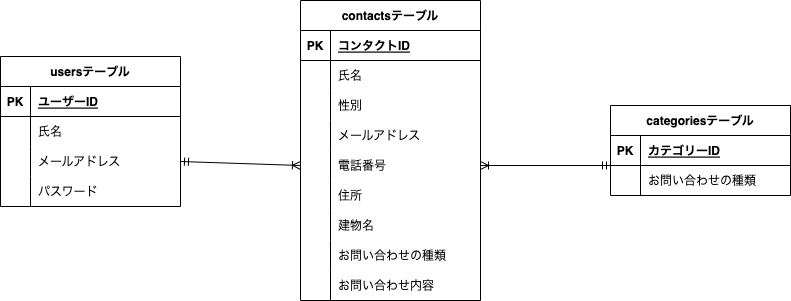 usersテーブル
PK ユーザーID
氏名
メールアドレス
パスワード
contactsテーブル
PK コンタクトID
氏名
性別
メールアドレス
電話番号
住所
建物名
お問い合わせの種類
お問い合わせ内容
categoriesテーブル
PK カテゴリーID
お問い合わせの種類